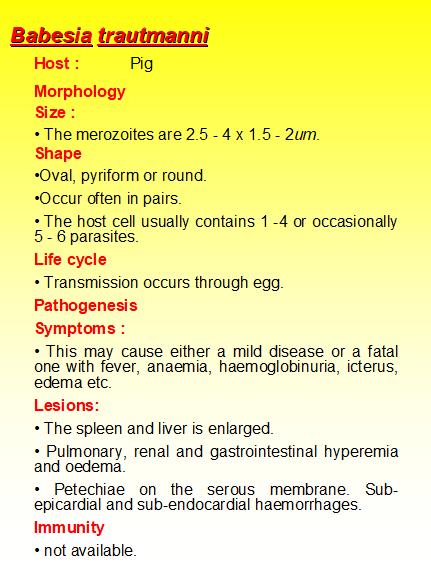 Babesia trautmanni
Host : Pig
Morphology
Size :
• The merozoites are 2.5 - 4 x 1.5 - 2um.
Shape
•Oval, pyriform or round.
•Occur often in pairs.
• The host cell usually contains 1 -4 or occasionally
5 - 6 parasites.
Life cycle
• Transmission occurs through egg.
Pathogenesis
Symptoms :
• This may cause either a mild disease or a fatal
one with fever, anaemia, haemoglobinuria, icterus,
edema etc.
Lesions:
• The spleen and liver is enlarged.
• Pulmonary, renal and gastrointestinal hyperemia
and oedema.
• Petechiae on the serous membrane. Sub-
epicardial and sub-endocardial haemorrhages.
Immunity
• not available.